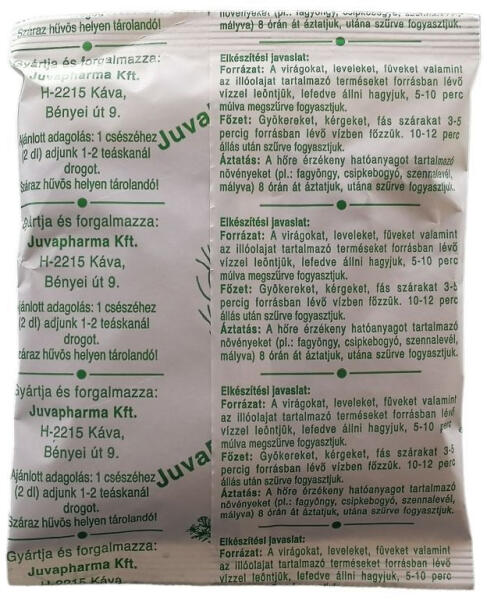 Száraz hűvös helyen tárolandó!
Gyártja és forgalmazza:
Juvapharma Kft.
H-2215 Káva,
Bényei út 9.
Ajánlott adagolás: 1 csészéhez
(2 dl) adjunk 1-2 teáskanál
drogot.
Száraz hűvös helyen tárolandó!
Gyártja és forgalmazza:
Juvapharma Kft.
H-2215 Káva,
Bényei út 9.
Ajánlott adagolás: 1 csészéhez
(2 dl) adjunk 1-2 teáskanál
drogot.
Száraz hűvös helyen tárolandó!
Gyártja és forgalmazza:
Juvapharma Kft.
H-2215 Káva,
Bényei út 9.
Ajánlott adagolás: 1 csészéhez
(2 dl) adjunk 1-2 teáskanál
drogot.
Száraz hűvös helyen tárolandó!
Gyártja és forgalmazza:
Juvapharma Kft.
H-2215 Káva
Juva
Juva
növényeket (pl.: fagyöngy, csipkebogyó,
mályva) 8 órán át áztatjuk, utána szűrve fogyasztjuk.
Elkészítési javaslat:
Forrázat: A virágokat, leveleket, füveket valamint
az illóolajat tartalmazó terméseket forrásban lévő
vízzel leöntjük, lefedve állni hagyjuk, 5-10 perc
múlva megszűrve fogyasztjuk.
Főzet: Gyökereket, kérgeket, fás szárakat 3-5
percig forrásban lévő vízben főzzük. 10-12 perc
állás után szűrve fogyasztjuk.
Áztatás: A hőre érzékeny hatóanyagot tartalmazó
növényeket (pl.: fagyöngy, csipkebogyó, szennalevél,
mályva) 8 órán át áztatjuk, utána szűrve fogyasztjuk.
Elkészítési javaslat:
Forrázat: A virágokat, leveleket, füveket valamint
az illóolajat tartalmazó terméseket forrásban lévő
vízzel leöntjük, lefedve állni hagyjuk, 5-10 perc
múlva megszűrve fogyasztjuk.
Főzet: Gyökereket, kérgeket, fás szárakat 3-5
percig forrásban lévő vízben főzzük. 10-12 perc
állás után szűrve fogyasztjuk.
Áztatás: A hőre érzékeny hatóanyagot tartalmazó
növényeket (pl.: fagyöngy, csipkebogyó, szennalevél,
mályva) 8 órán át áztatjuk, utána szűrve fogyasztjuk.
Elkészítési javaslat:
Forrázat: A virágokat, leveleket, füveket valamint
az illóolajat tartalmazó terméseket forrásban lévő
vízzel leöntjük, lefedve állni hagyjuk, 5-10 perc
múlva megszűrve fogyasztjuk.
Főzet: Gyökereket, kérgeket, fás szárakat 3-5
percig forrásban lévő vízben főzzük. 10-12 perc
állás után szűrve fogyasztjuk.
Áztatás: A hőre érzékeny hatóanyagot tartalmazó
növényeket (pl.: fagyöngy, csipkebogyó, szennalevél,
mályva) 8 órán át áztatjuk, utána szűrve fogyasztjuk.
Elkészítési javaslat:
Forrázat: A virágokat, leveleket, füveket valamint
az illóolajat tartalmazó terméseket forrásban lévő
vízzel leöntjük, lefedve állni hagyjuk, 5-10 perc